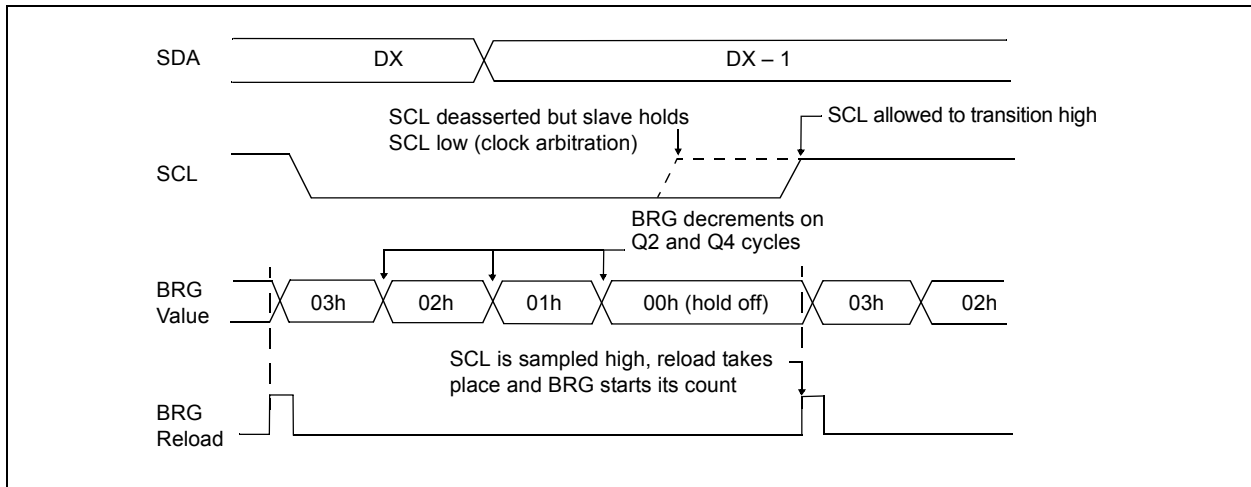 SDA
DX
DX – 1
SCL deasserted but slave holds
SCL low (clock arbitration)
SCL allowed to transition high
SCL
BRG decrements on
Q2 and Q4 cycles
BRG
Value
03h
02h
01h
00h (hold off)
03h
02h
SCL is sampled high, reload takes
place and BRG starts its count
BRG
Reload